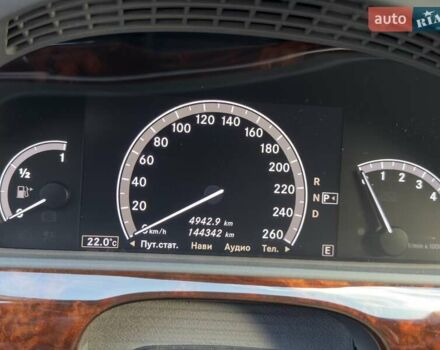 auto RIA
120 140
100 160
80 180
60 200
40 220
20 240
260
km/h
4942.9 km
144342 km
1
½
0
22.0°C
R
N
D
P
1 2 3 4
◄ Пут.стат. Нави Аудио Тел. ►
E